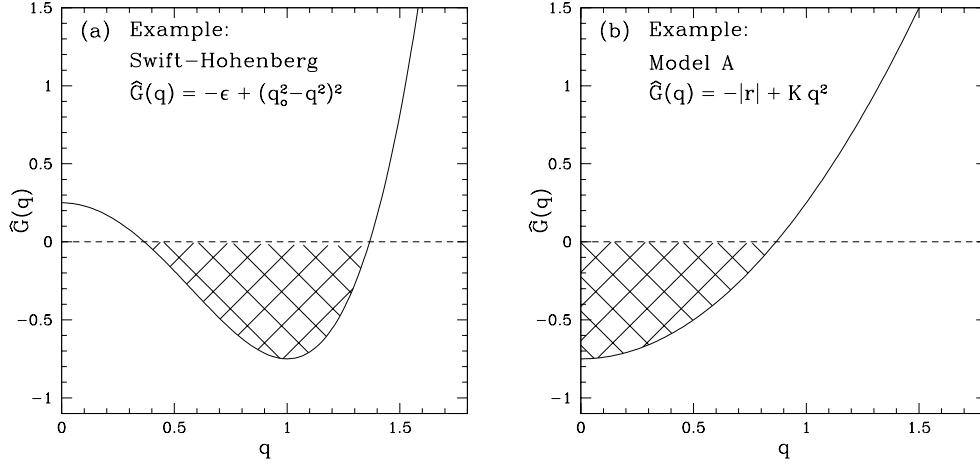 (a) Example:
Swift−Hohenberg
Ĝ(q) = −ϵ + (q₀²−q²)²
1.5
1
0.5
0
−0.5
−1
Ĝ(q)
0 0.5 1 1.5
q
(b) Example:
Model A
Ĝ(q) = −|r| + K q²
1.5
1
0.5
0
−0.5
−1
Ĝ(q)
0 0.5 1 1.5
q